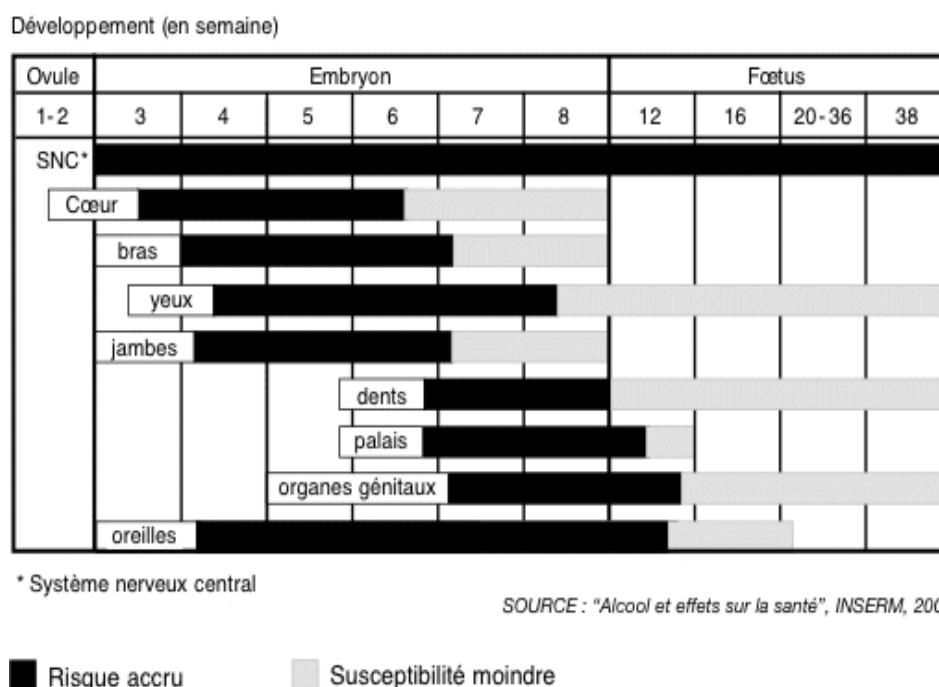 Développement (en semaine)
Ovule Embryon Fœtus
1-2 3 4 5 6 7 8 12 16 20-36 38
SNC*
Cœur
bras
yeux
jambes
dents
palais
organes génitaux
oreilles
* Système nerveux central
SOURCE : "Alcool et effets sur la santé", INSERM, 200
Risque accru Susceptibilité moindre